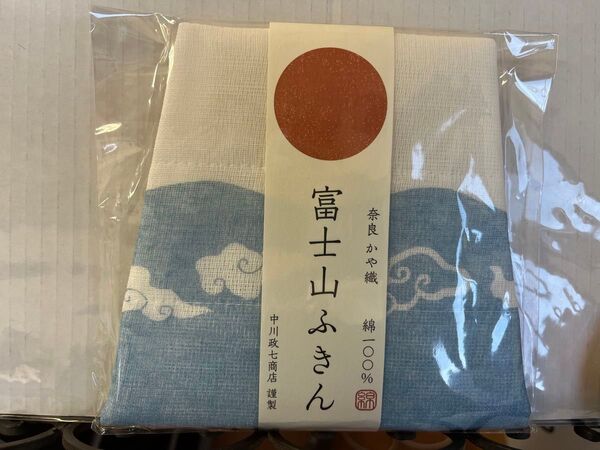 奈良 かや織　綿一〇〇％
綿
富士山ふきん
中川政七商店 謹製